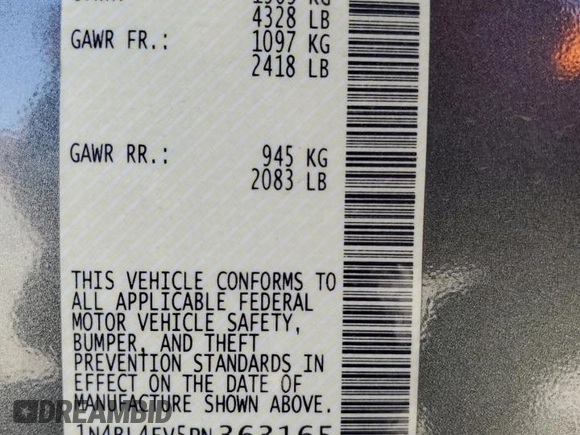 4328 LB
GAWR FR.: 1097 KG
2418 LB
GAWR RR.: 945 KG
2083 LB
THIS VEHICLE CONFORMS TO
ALL APPLICABLE FEDERAL
MOTOR VEHICLE SAFETY,
BUMPER, AND THEFT
PREVENTION STANDARDS IN
EFFECT ON THE DATE OF
MANUFACTURE SHOWN ABOVE.
DREAMBID